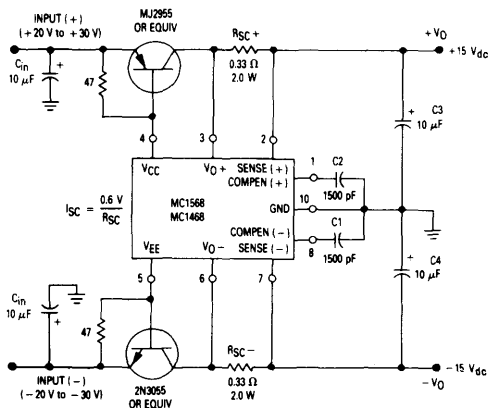 MJ2955
OR EQUIV
INPUT (+)
(+20 V to +30 V)
RSC+
0.33 Ω
2.0 W
+VO
+15 Vdc
Cin
10 μF
+
47
4
3
2
+
C3
10 μF
VCC
VO+
SENSE (+)
COMPEN (+)
1
C2
1500 pF
ISC = 0.6 V
RSC
MC1568
MC1468
GND
10
COMPEN (-)
SENSE (-)
8
C1
1500 pF
VEE
VO-
5
6
7
+
C4
10 μF
Cin
10 μF
+
47
RSC-
0.33 Ω
2.0 W
-15 Vdc
-VO
INPUT (-)
(-20 V to -30 V)
2N3055
OR EQUIV